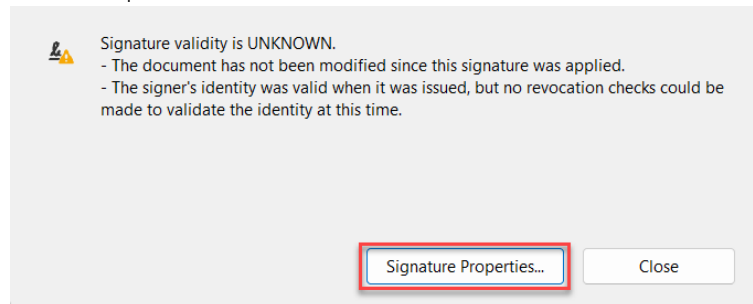 Signature validity is UNKNOWN.
- The document has not been modified since this signature was applied.
- The signer's identity was valid when it was issued, but no revocation checks could be
made to validate the identity at this time.
Signature Properties...
Close